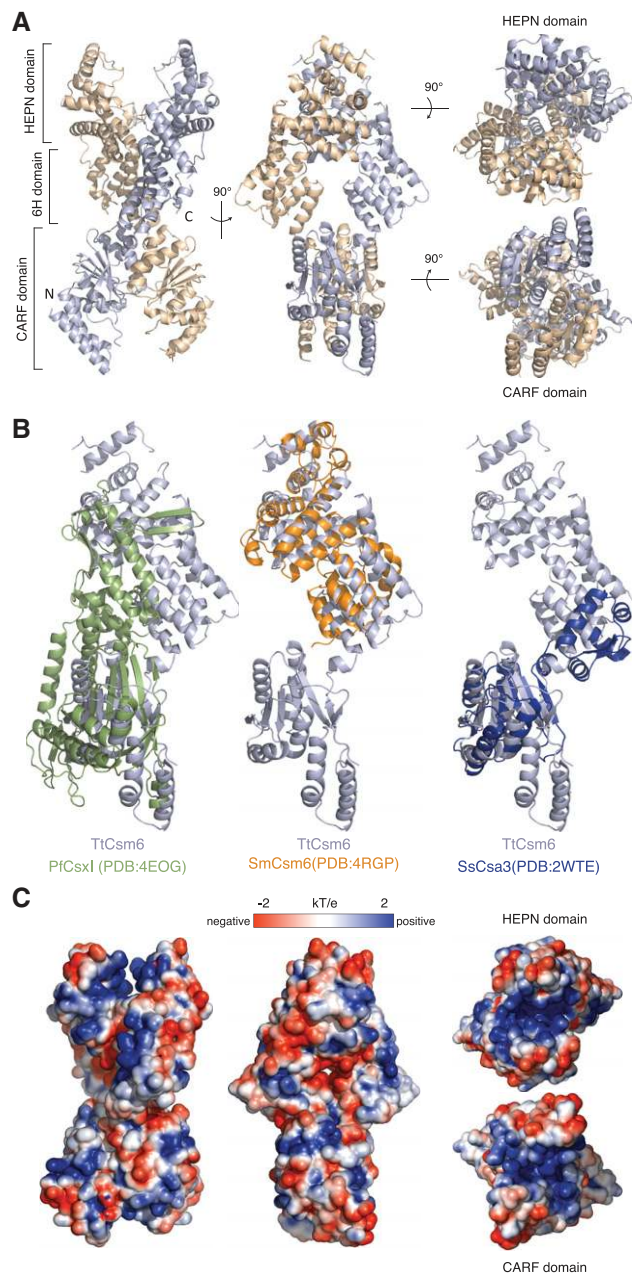 A
HEPN domain
6H domain
CARF domain
N
C
90°
90°
90°
HEPN domain
CARF domain
B
TtCsm6
PfCsxl (PDB:4EOG)
TtCsm6
SmCsm6(PDB:4RGP)
TtCsm6
SsCsa3(PDB:2WTE)
C
-2 kT/e 2
negative positive
HEPN domain
CARF domain